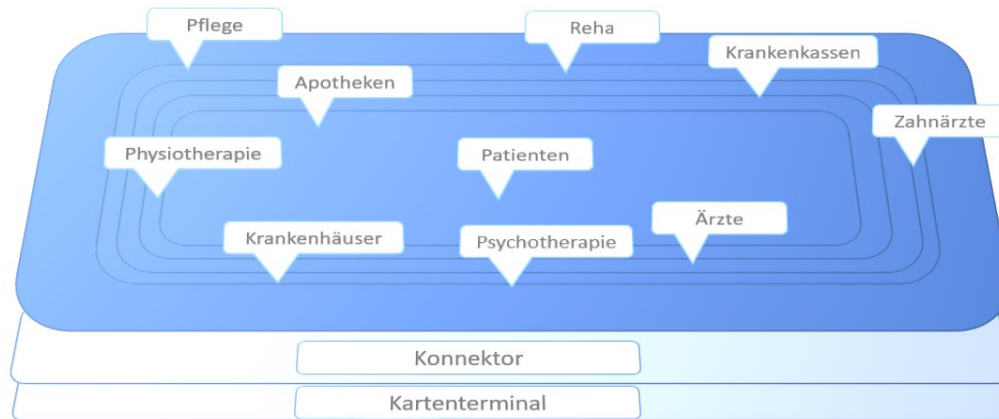 Pflege
Reha
Krankenkassen
Apotheken
Zahnärzte
Physiotherapie
Patienten
Ärzte
Krankenhäuser
Psychotherapie
Konnektor
Kartenterminal